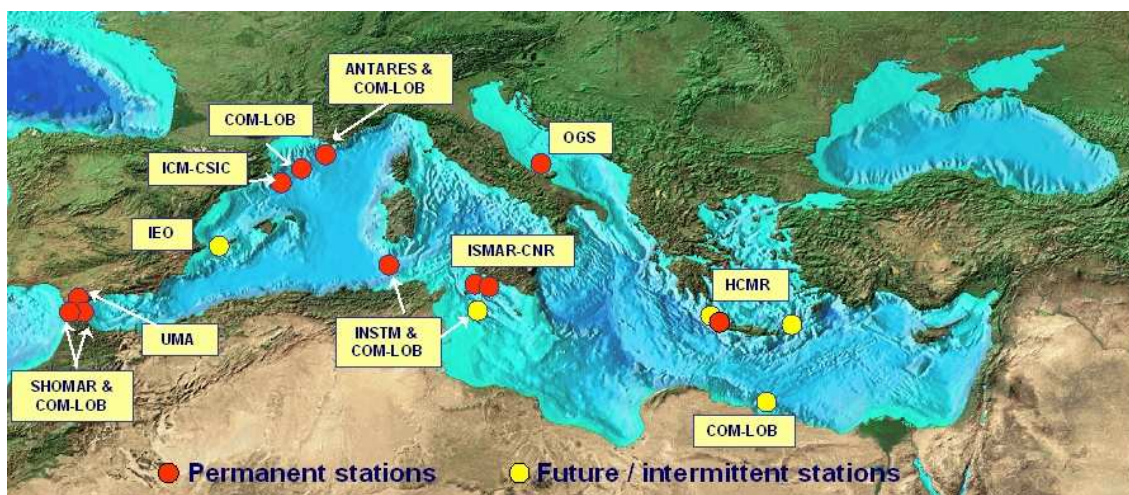 ANTARES &
COM-LOB
COM-LOB
OGS
ICM-CSIC
IEO
ISMAR-CNR
HCMR
UMA
INSTM &
COM-LOB
SHOMAR &
COM-LOB
COM-LOB
Permanent stations
Future / intermittent stations